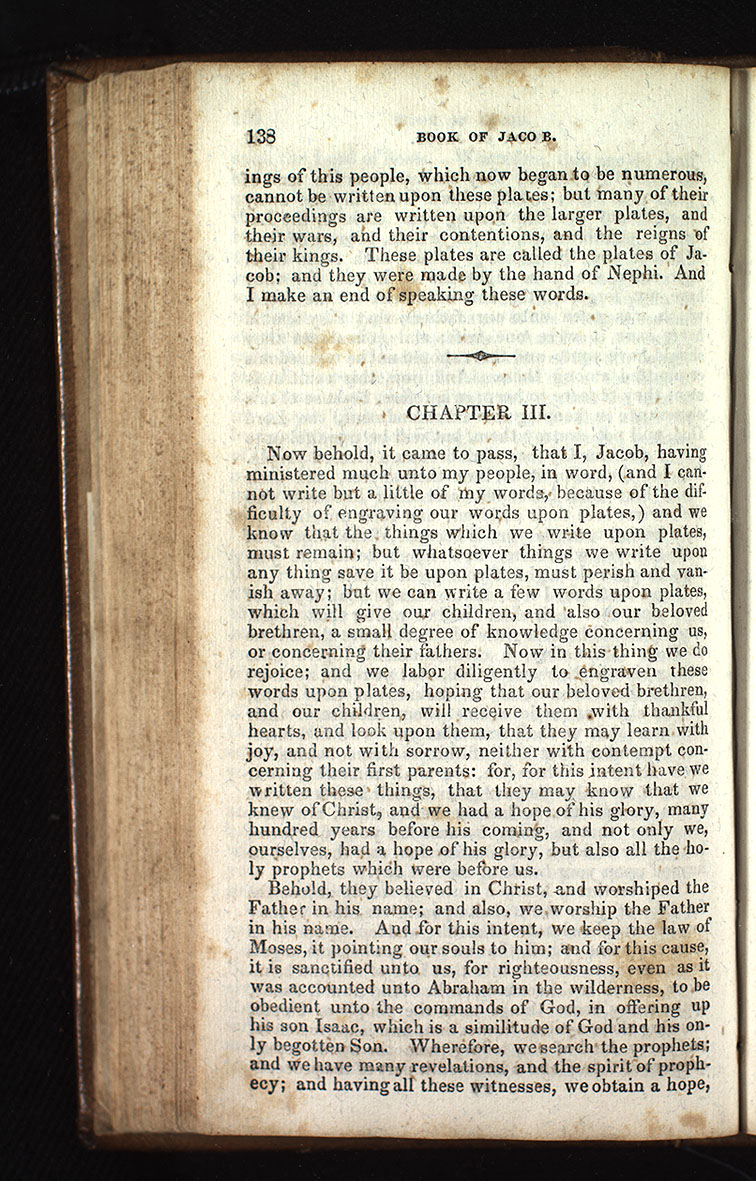 138 BOOK OF JACOB.
ings of this people, which now began to be numerous,
cannot be written upon these plates; but many of their
proceedings are written upon the larger plates, and
their wars, and their contentions, and the reigns of
their kings. These plates are called the plates of Ja-
cob; and they were made by the hand of Nephi. And
I make an end of speaking these words.
CHAPTER III.
Now behold, it came to pass, that I, Jacob, having
ministered much unto my people, in word, (and I can-
not write but a little of my words, because of the dif-
ficulty of engraving our words upon plates,) and we
know that the things which we write upon plates,
must remain; but whatsoever things we write upon
any thing save it be upon plates, must perish and van-
ish away; but we can write a few words upon plates,
which will give our children, and also our beloved
brethren, a small degree of knowledge concerning us,
or concerning their fathers. Now in this thing we do
rejoice; and we labor diligently to engraven these
words upon plates, hoping that our beloved brethren,
and our children, will receive them with thankful
hearts, and look upon them, that they may learn with
joy, and not with sorrow, neither with contempt con-
cerning their first parents: for, for this intent have we
written these things, that they may know that we
knew of Christ, and we had a hope of his glory, many
hundred years before his coming, and not only we,
ourselves, had a hope of his glory, but also all the ho-
ly prophets which were before us.
Behold, they believed in Christ, and worshiped the
Father in his name; and also, we worship the Father
in his name. And for this intent, we keep the law of
Moses, it pointing our souls to him; and for this cause,
it is sanctified unto us, for righteousness, even as it
was accounted unto Abraham in the wilderness, to be
obedient unto the commands of God, in offering up
his son Isaac, which is a similitude of God and his on-
ly begotten Son. Wherefore, we search the prophets;
and we have many revelations, and the spirit of proph-
ecy; and having all these witnesses, we obtain a hope,